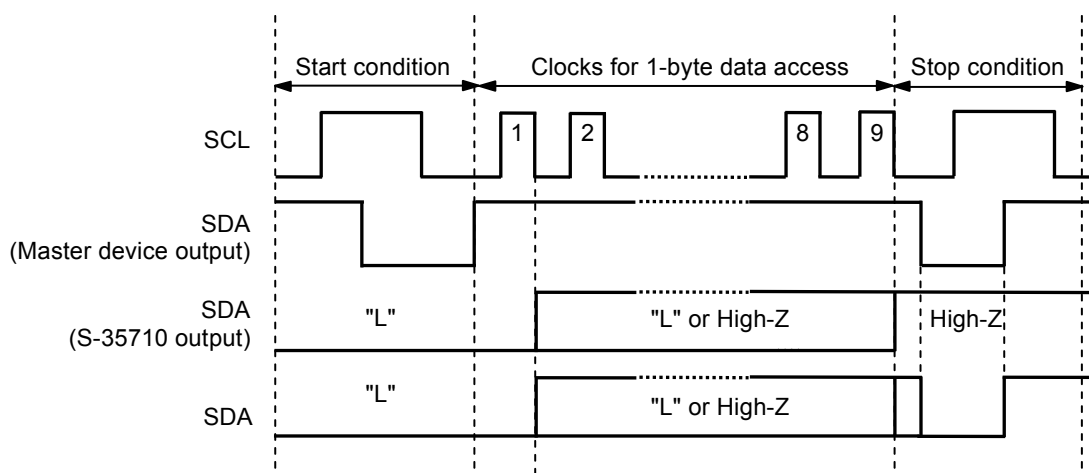 Start condition
Clocks for 1-byte data access
Stop condition
SCL
1
2
8
9
SDA
(Master device output)
SDA
(S-35710 output)
"L"
"L" or High-Z
High-Z
SDA
"L"
"L" or High-Z